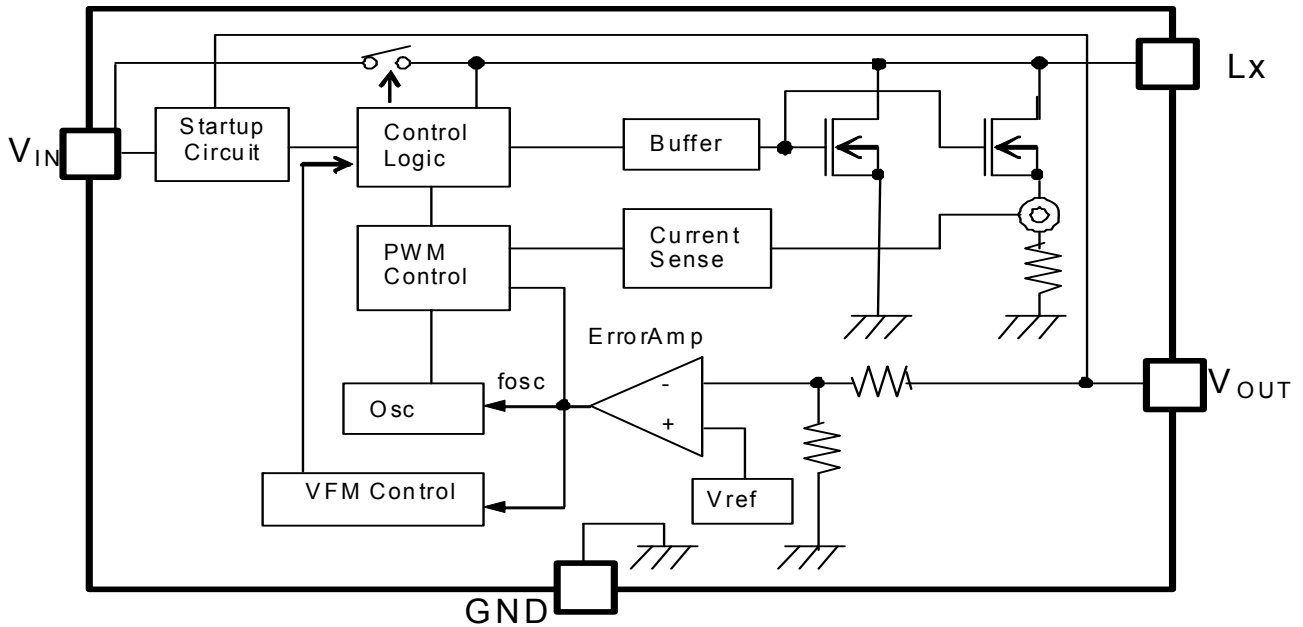 Lx
VIN
Startup
Circuit
Control
Logic
Buffer
PWM
Control
Current
Sense
ErrorAmp
fosc
-
+
Osc
VOUT
VFM Control
Vref
GND